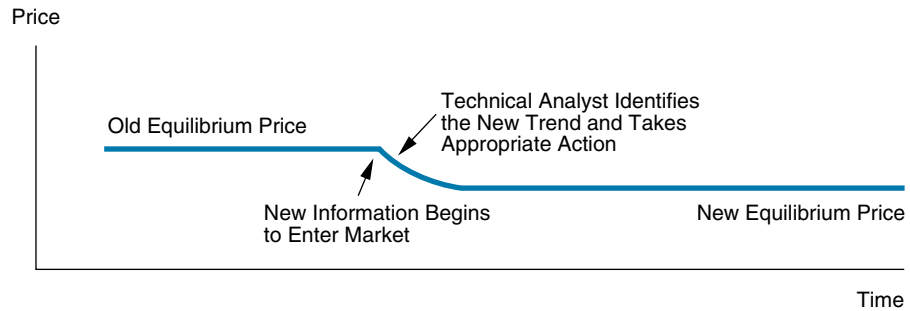 Price
Technical Analyst Identifies
the New Trend and Takes
Appropriate Action
Old Equilibrium Price
New Information Begins
to Enter Market
New Equilibrium Price
Time